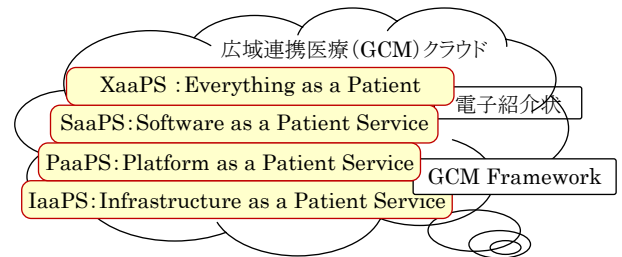 広域連携医療(GCM)クラウド
XaaPS :Everything as a Patient
電子紹介状
SaaPS:Software as a Patient Service
PaaPS:Platform as a Patient Service
GCM Framework
IaaPS:Infrastructure as a Patient Service